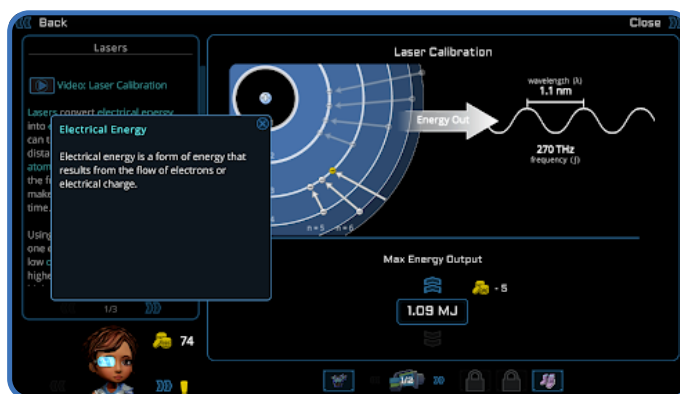 Back
Close
Lasers
Video: Laser Calibration
Lasers convert electrical energy
into
can t
dista
atom
the f
make
time.
Using
one e
low c
highe
1/3
Electrical Energy
Electrical energy is a form of energy that
results from the flow of electrons or
electrical charge.
74
Laser Calibration
n=5 n=6
Energy Out
wavelength (λ)
1.1 nm
270 THz
frequency (ƒ)
Max Energy Output
- 5
1.09 MJ
1/2